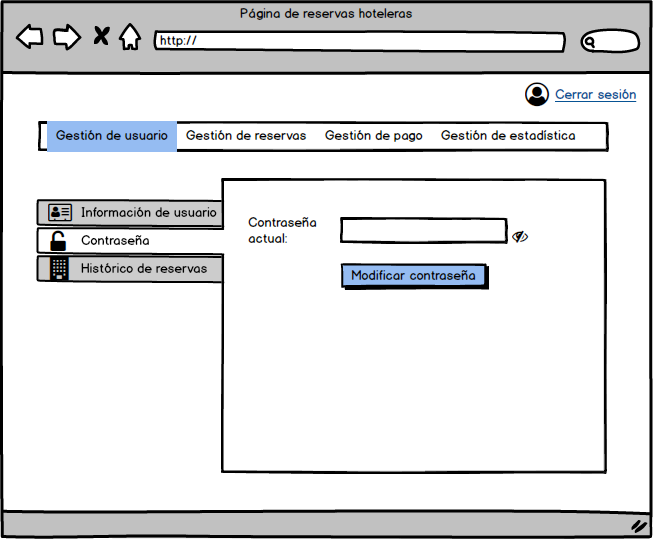 Página de reservas hoteleras
http://
Cerrar sesión
Gestión de usuario Gestión de reservas Gestión de pago Gestión de estadística
Información de usuario
Contraseña
Histórico de reservas
Contraseña
actual:
Modificar contraseña